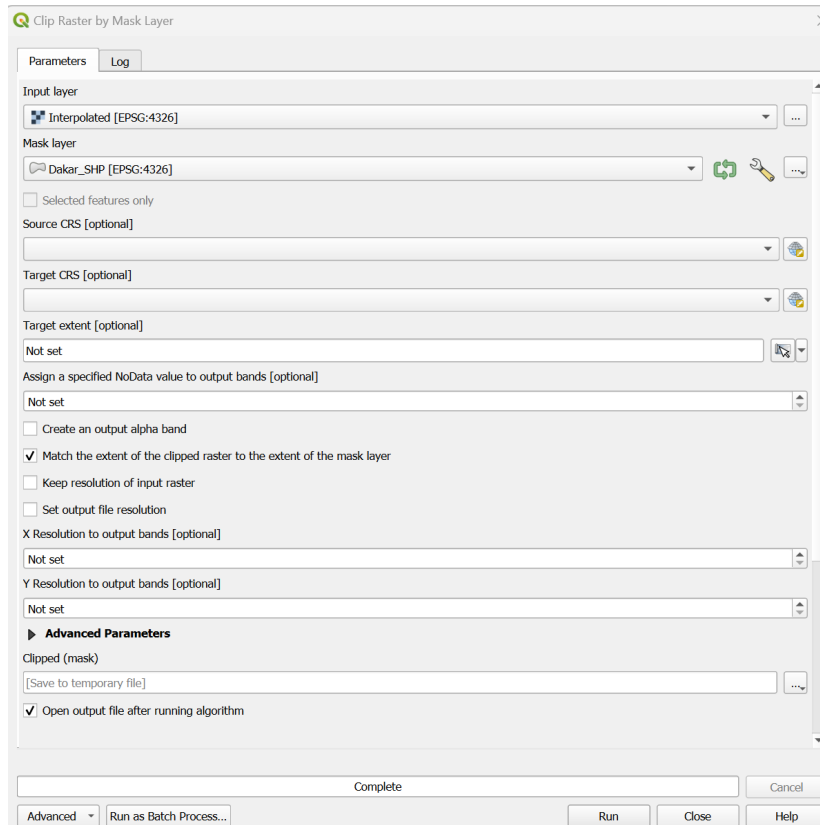 Clip Raster by Mask Layer
Parameters Log
Input layer
Interpolated [EPSG:4326] ...
Mask layer
Dakar_SHP [EPSG:4326] ...
Selected features only
Source CRS [optional]
Target CRS [optional]
Target extent [optional]
Not set
Assign a specified NoData value to output bands [optional]
Not set
Create an output alpha band
Match the extent of the clipped raster to the extent of the mask layer
Keep resolution of input raster
Set output file resolution
X Resolution to output bands [optional]
Not set
Y Resolution to output bands [optional]
Not set
Advanced Parameters
Clipped (mask)
[Save to temporary file] ...
Open output file after running algorithm
Complete Cancel
Advanced Run as Batch Process... Run Close Help